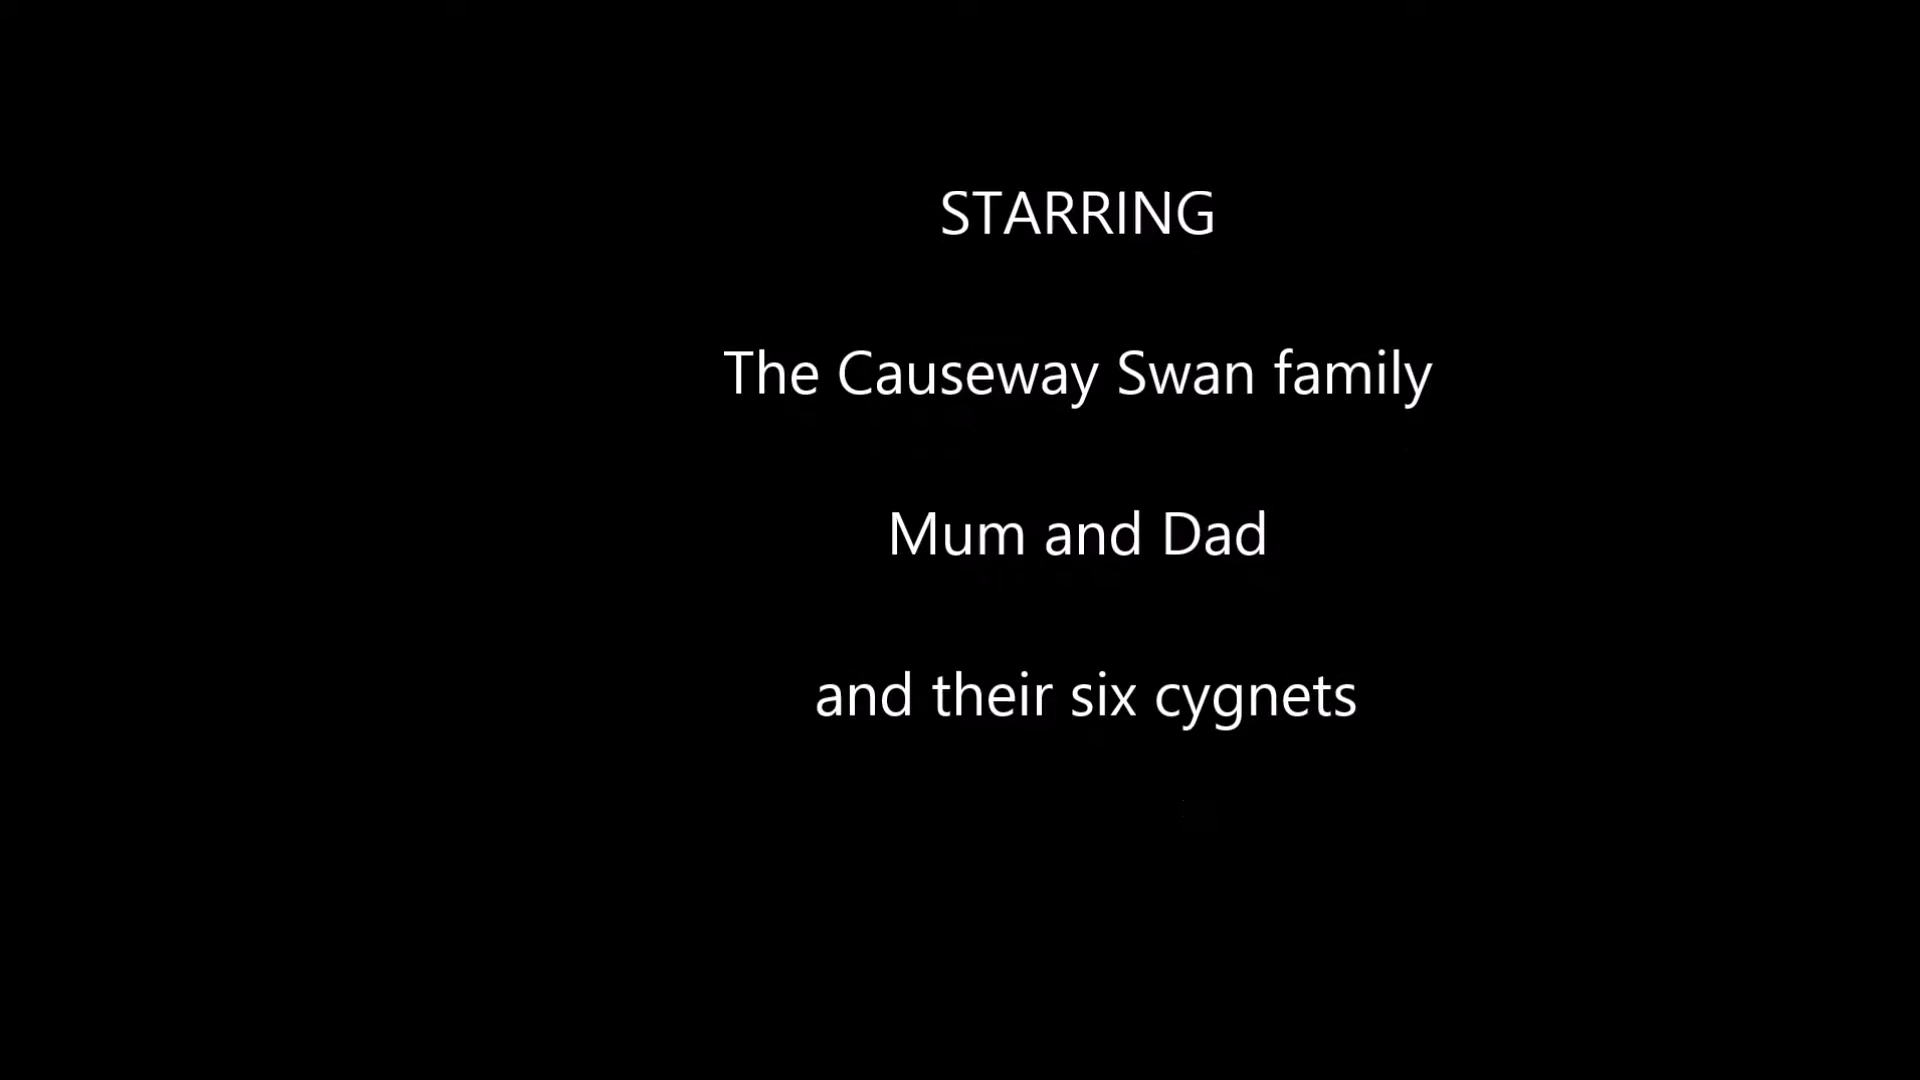 STARRING
The Causeway Swan family
Mum and Dad
and their six cygnets